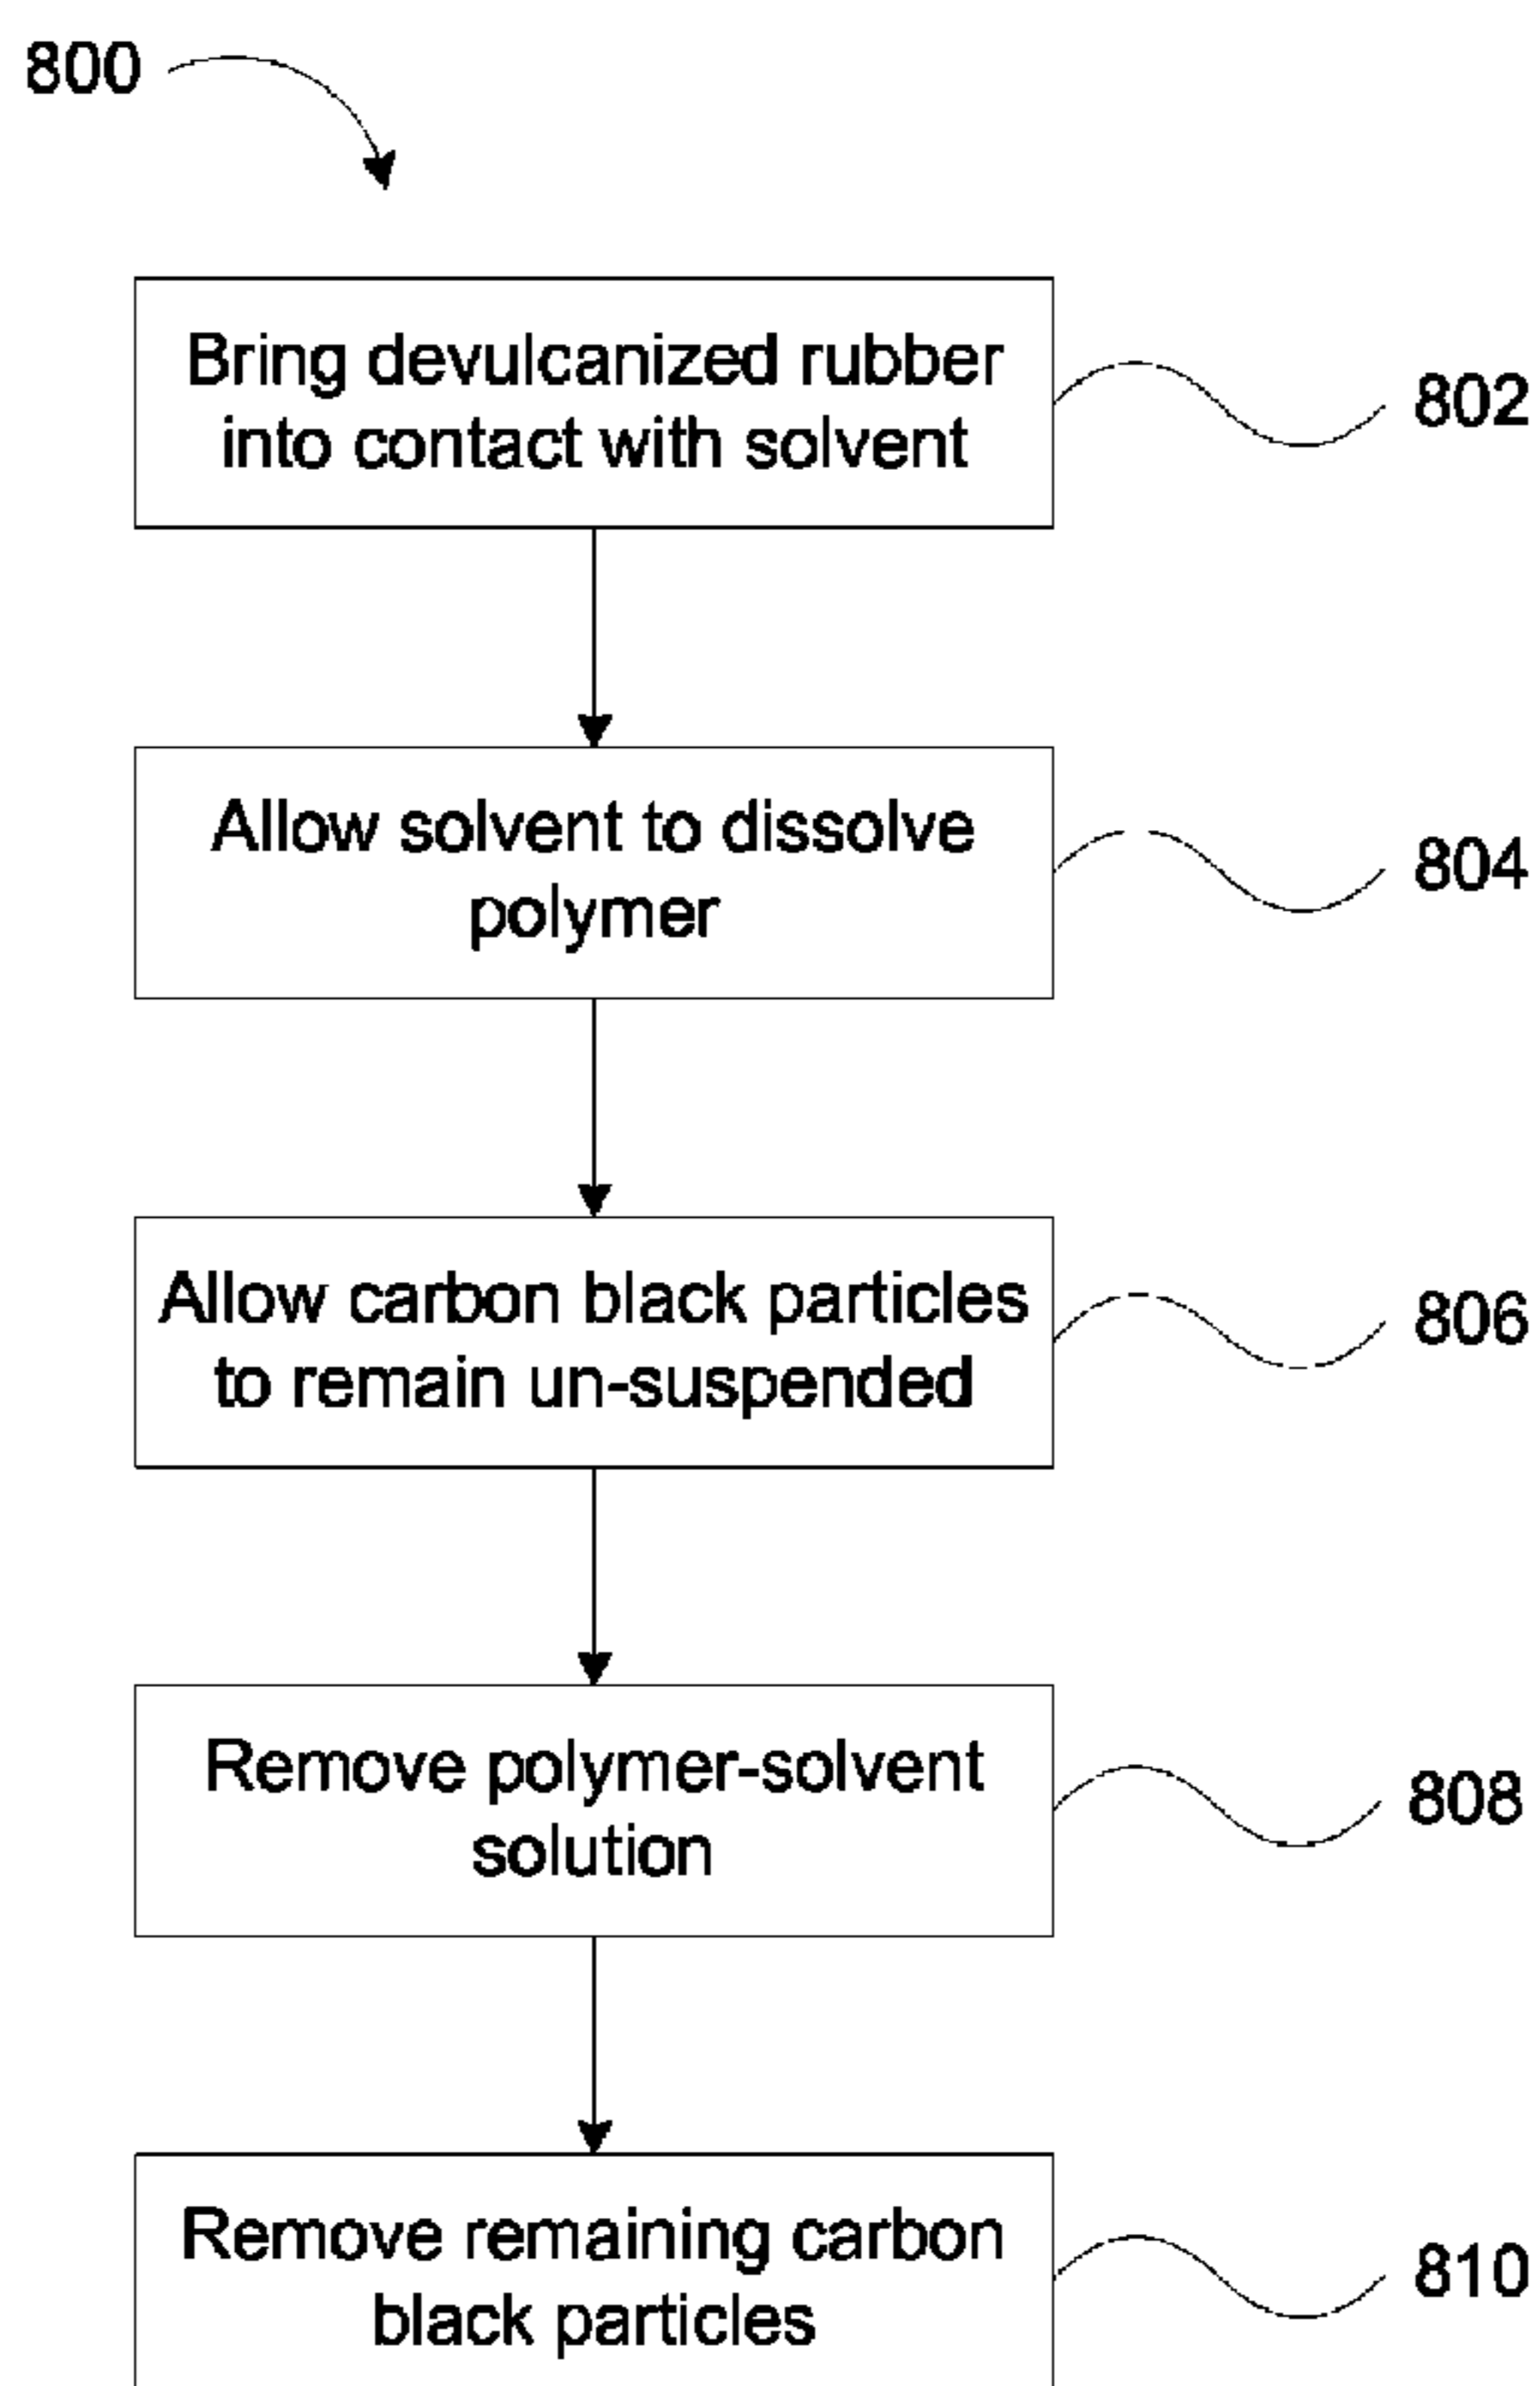 800
Bring devulcanized rubber
into contact with solvent
802
Allow solvent to dissolve
polymer
804
Allow carbon black particles
to remain un-suspended
806
Remove polymer-solvent
solution
808
Remove remaining carbon
black particles
810